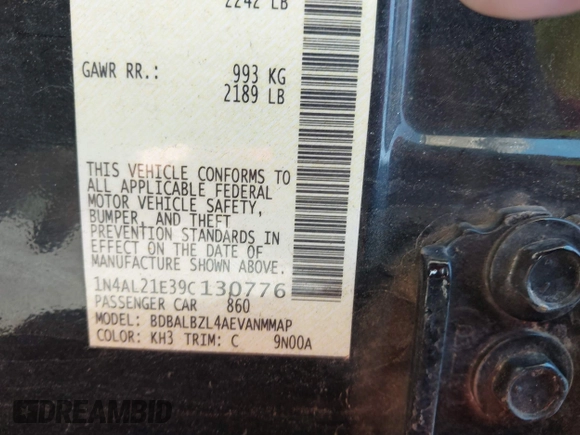 2242 LB
GAWR RR.: 993 KG
2189 LB
THIS VEHICLE CONFORMS TO
ALL APPLICABLE FEDERAL
MOTOR VEHICLE SAFETY,
BUMPER, AND THEFT
PREVENTION STANDARDS IN
EFFECT ON THE DATE OF
MANUFACTURE SHOWN ABOVE.
1N4AL21E39C130776
PASSENGER CAR 860
MODEL: BDBALBZL4AEVANMMAP
COLOR: KH3 TRIM: C 9N00A
DREAMBID